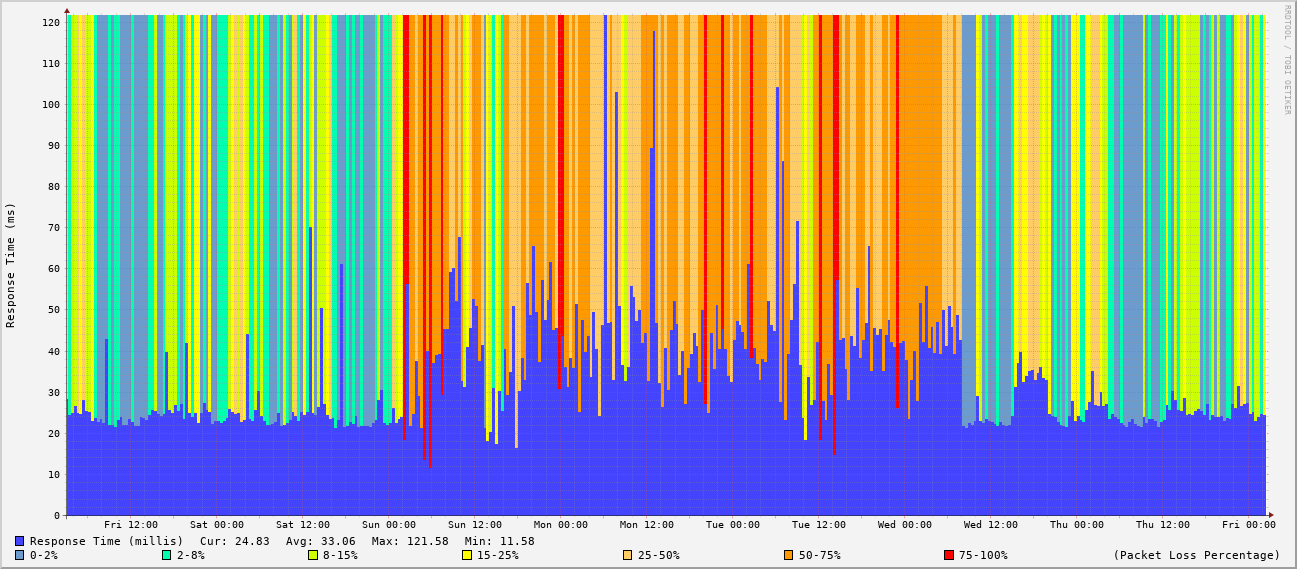 RRDTOOL / TOBI OETIKER
Response Time (ms)
120
110
100
90
80
70
60
50
40
30
20
10
0
Fri 12:00 Sat 00:00 Sat 12:00 Sun 00:00 Sun 12:00 Mon 00:00 Mon 12:00 Tue 00:00 Tue 12:00 Wed 00:00 Wed 12:00 Thu 00:00 Thu 12:00 Fri 00:00
Response Time (millis) Cur: 24.83 Avg: 33.06 Max: 121.58 Min: 11.58
0-2% 2-8% 8-15% 15-25% 25-50% 50-75% 75-100% (Packet Loss Percentage)